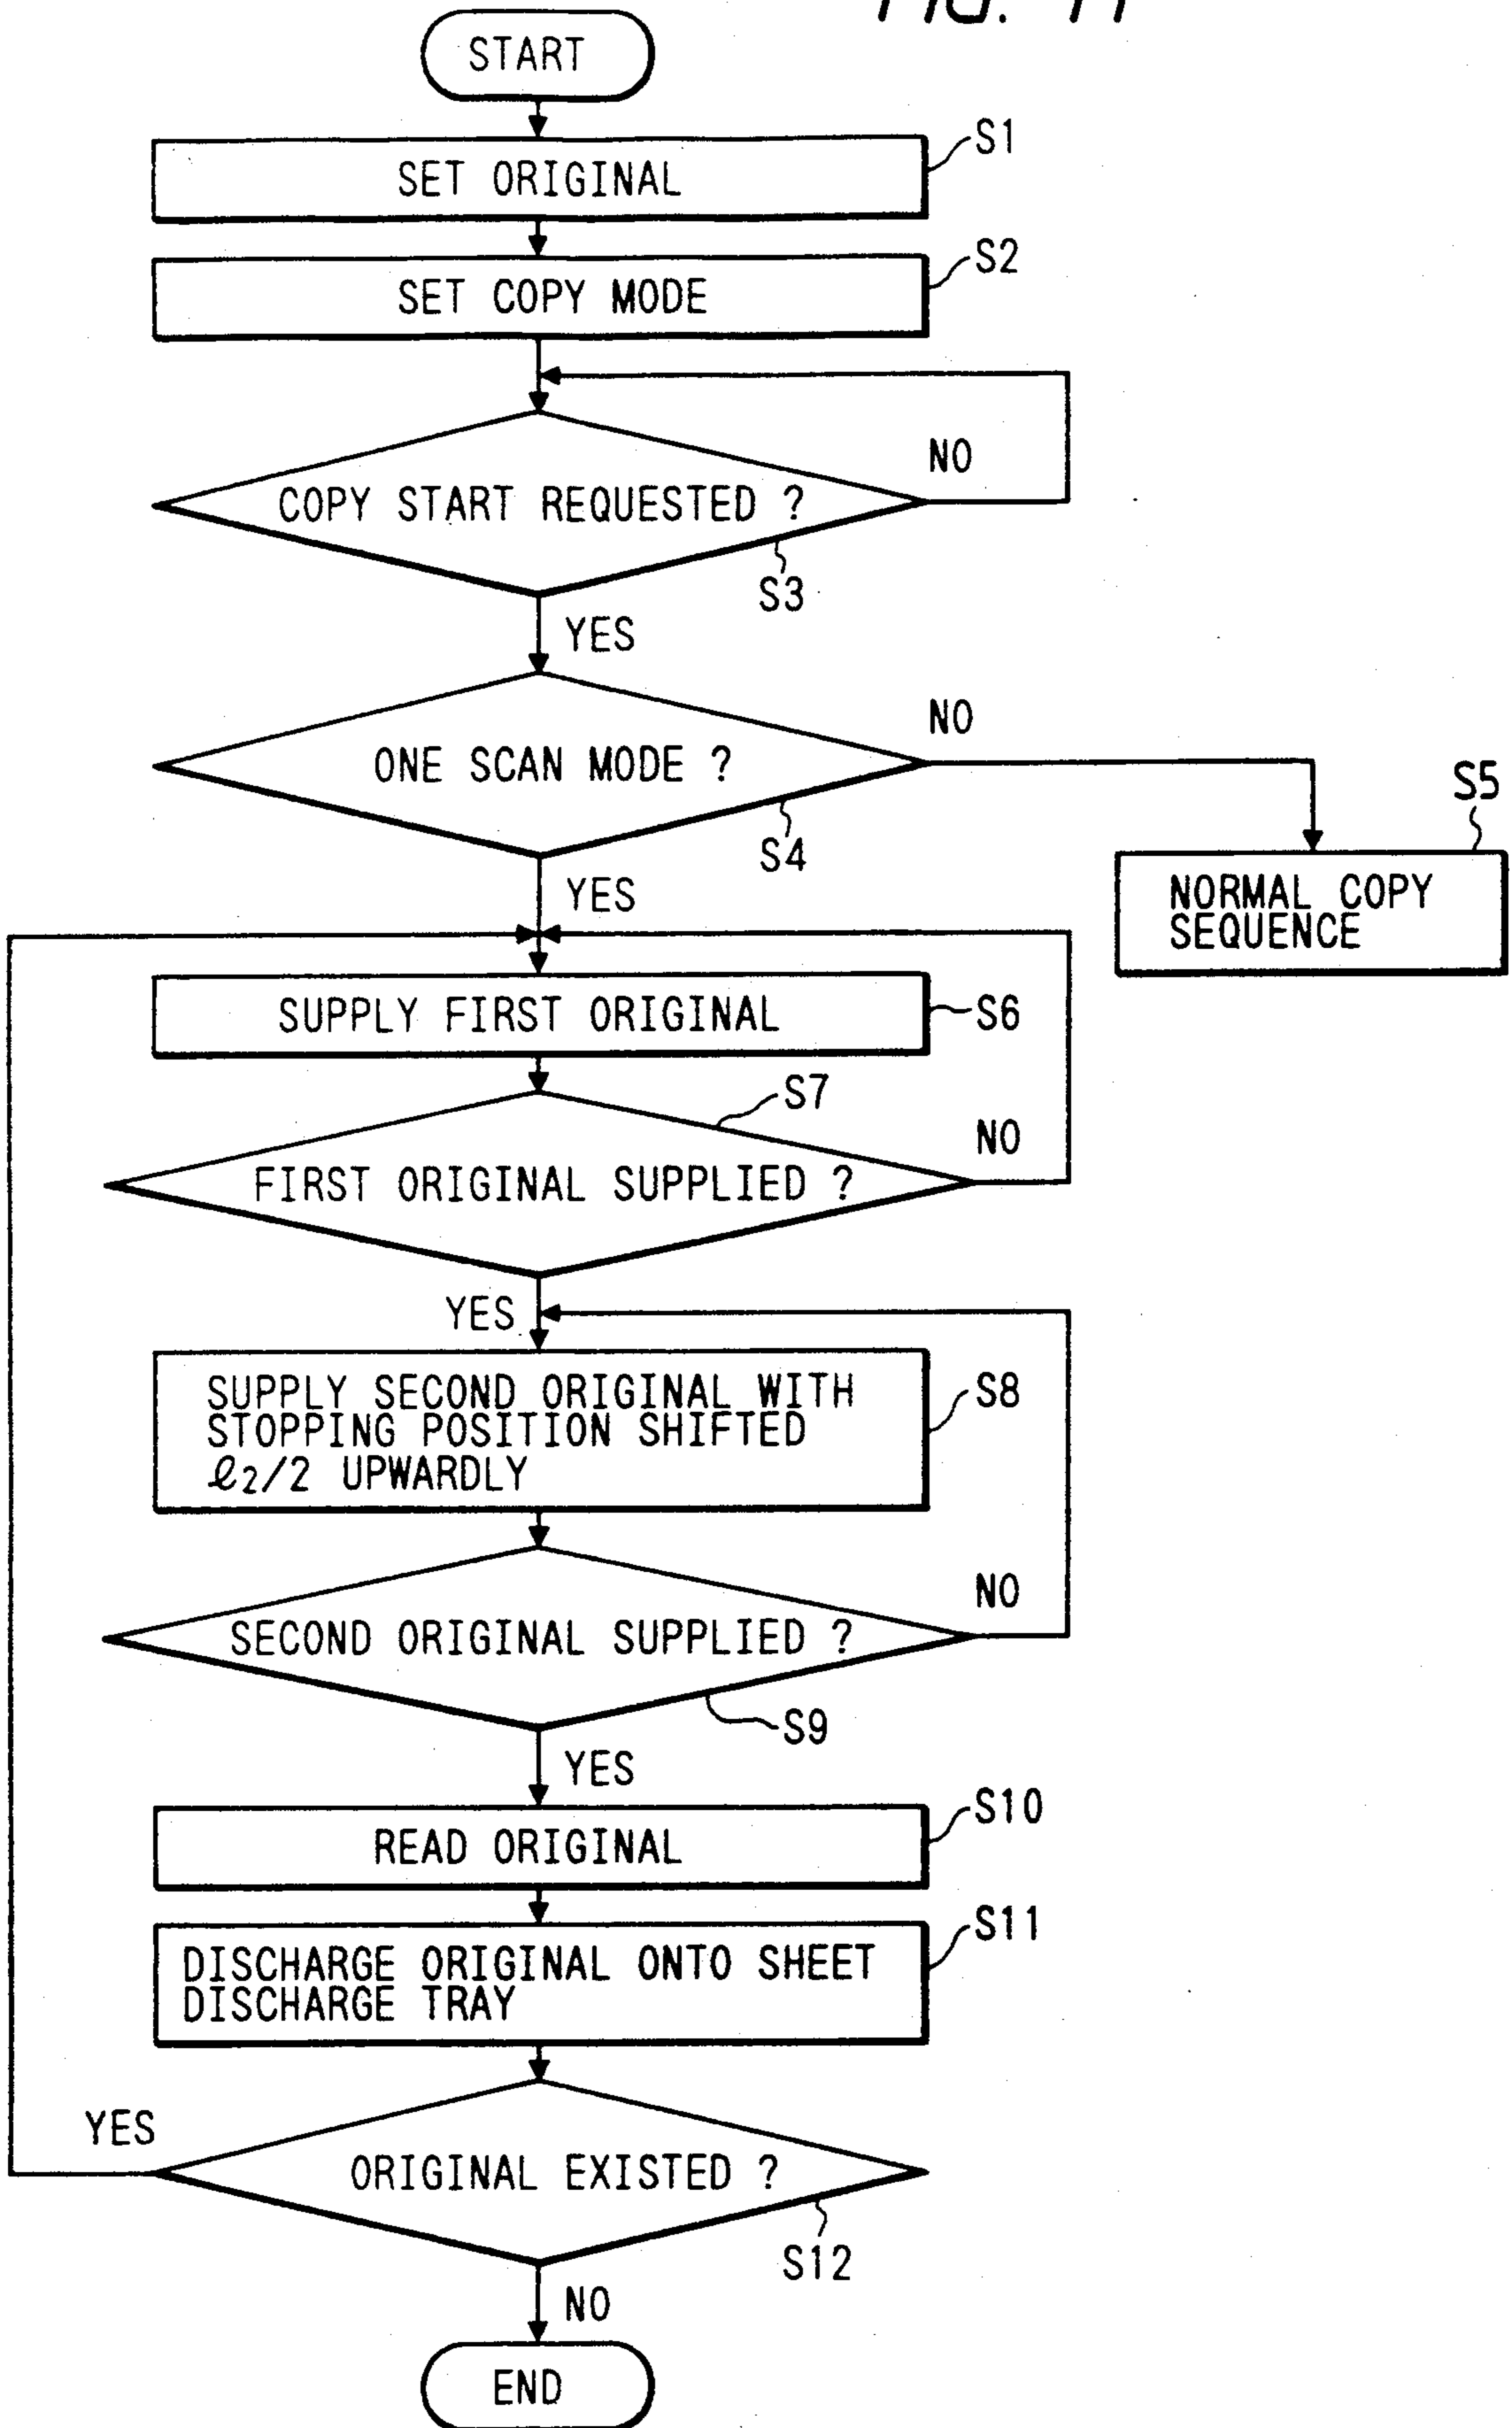 FIG. 11
START
S1
SET ORIGINAL
S2
SET COPY MODE
NO
COPY START REQUESTED ?
S3
YES
NO
ONE SCAN MODE ?
S4
S5
YES
NORMAL COPY
SEQUENCE
SUPPLY FIRST ORIGINAL
S6
S7
NO
FIRST ORIGINAL SUPPLIED ?
YES
SUPPLY SECOND ORIGINAL WITH
STOPPING POSITION SHIFTED
ℓ2/2 UPWARDLY
S8
NO
SECOND ORIGINAL SUPPLIED ?
S9
YES
S10
READ ORIGINAL
S11
DISCHARGE ORIGINAL ONTO SHEET
DISCHARGE TRAY
YES
ORIGINAL EXISTED ?
S12
NO
END